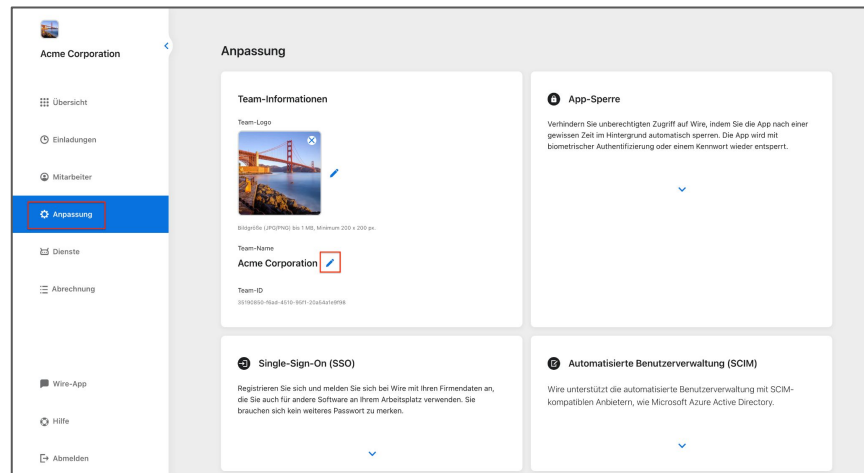 Acme Corporation
Übersicht
Einladungen
Mitarbeiter
Anpassung
Dienste
Abrechnung
Wire-App
Hilfe
Abmelden
Anpassung
Team-Informationen
Team-Logo
Bildgröße (JPG|PNG) bis 1 MB, Minimum 200 x 200 px.
Team-Name
Acme Corporation
Team-ID
App-Sperre
Verhindern Sie unberechtigten Zugriff auf Wire, indem Sie die App nach einer
gewissen Zeit im Hintergrund automatisch sperren. Die App wird mit
biometrischer Authentifizierung oder einem Kennwort wieder entsperrt.
Single-Sign-On (SSO)
Registrieren Sie sich und melden Sie sich bei Wire mit Ihren Firmendaten an,
die Sie auch für andere Software an Ihrem Arbeitsplatz verwenden. Sie
brauchen sich kein weiteres Passwort zu merken.
Automatisierte Benutzerverwaltung (SCIM)
Wire unterstützt die automatisierte Benutzerverwaltung mit SCIM-
kompatiblen Anbietern, wie Microsoft Azure Active Directory.